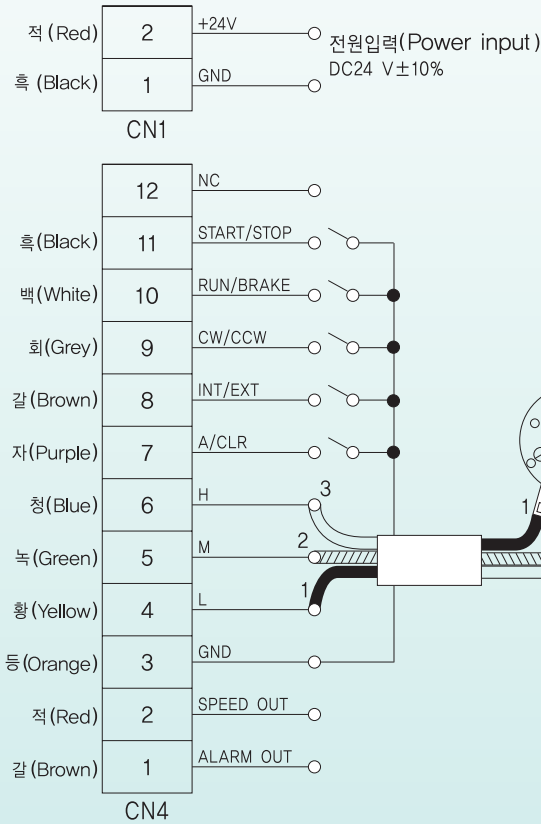 적(Red) 2 +24V 전원입력(Power input)
DC24 V±10%
흑 (Black) 1 GND
CN1
12 NC
흑(Black) 11 START/STOP
백(White) 10 RUN/BRAKE
회(Grey) 9 CW/CCW
갈(Brown) 8 INT/EXT
자(Purple) 7 A/CLR
청(Blue) 6 H 3
녹(Green) 5 M 2
1
황(Yellow) 4 L 1
등(Orange) 3 GND
적(Red) 2 SPEED OUT
갈(Brown) 1 ALARM OUT
CN4